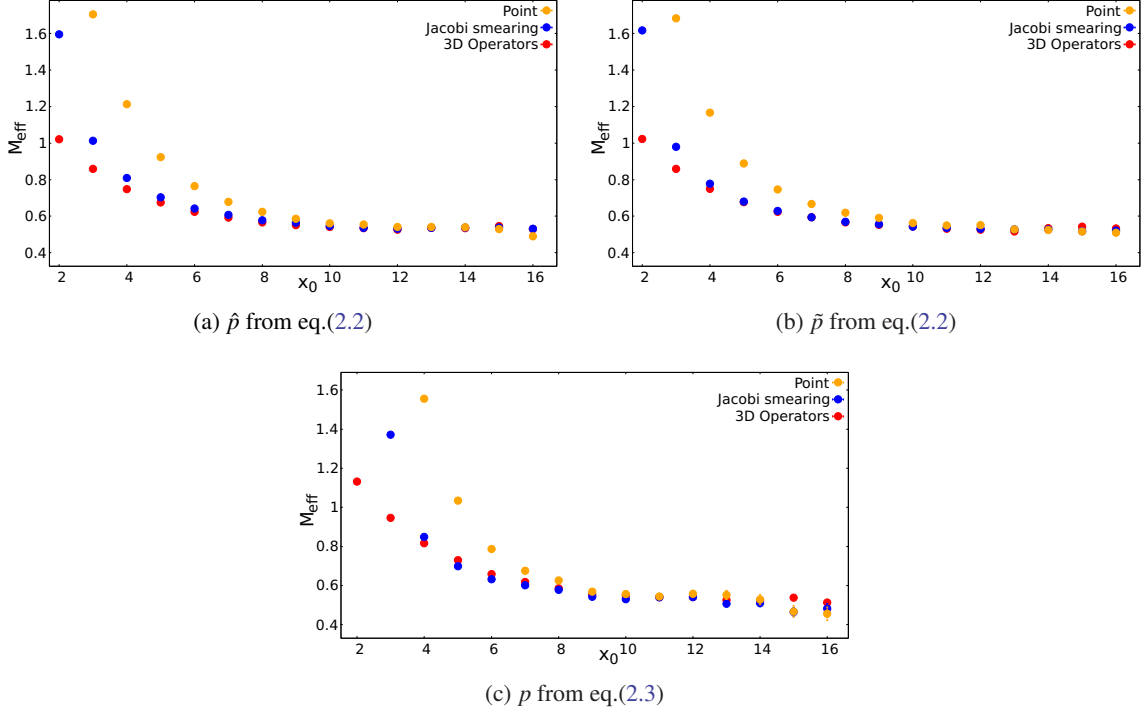 Point
Jacobi smearing
3D Operators
1.6
1.4
1.2
1
0.8
0.6
0.4
M_eff
2 4 6 8 10 12 14 16
x_0
(a) p̂ from eq.(2.2)
Point
Jacobi smearing
3D Operators
1.6
1.4
1.2
1
0.8
0.6
0.4
M_eff
2 4 6 8 10 12 14 16
x_0
(b) p̃ from eq.(2.2)
Point
Jacobi smearing
3D Operators
1.6
1.4
1.2
1
0.8
0.6
0.4
M_eff
2 4 6 8 10 12 14 16
x_0
(c) p from eq.(2.3)